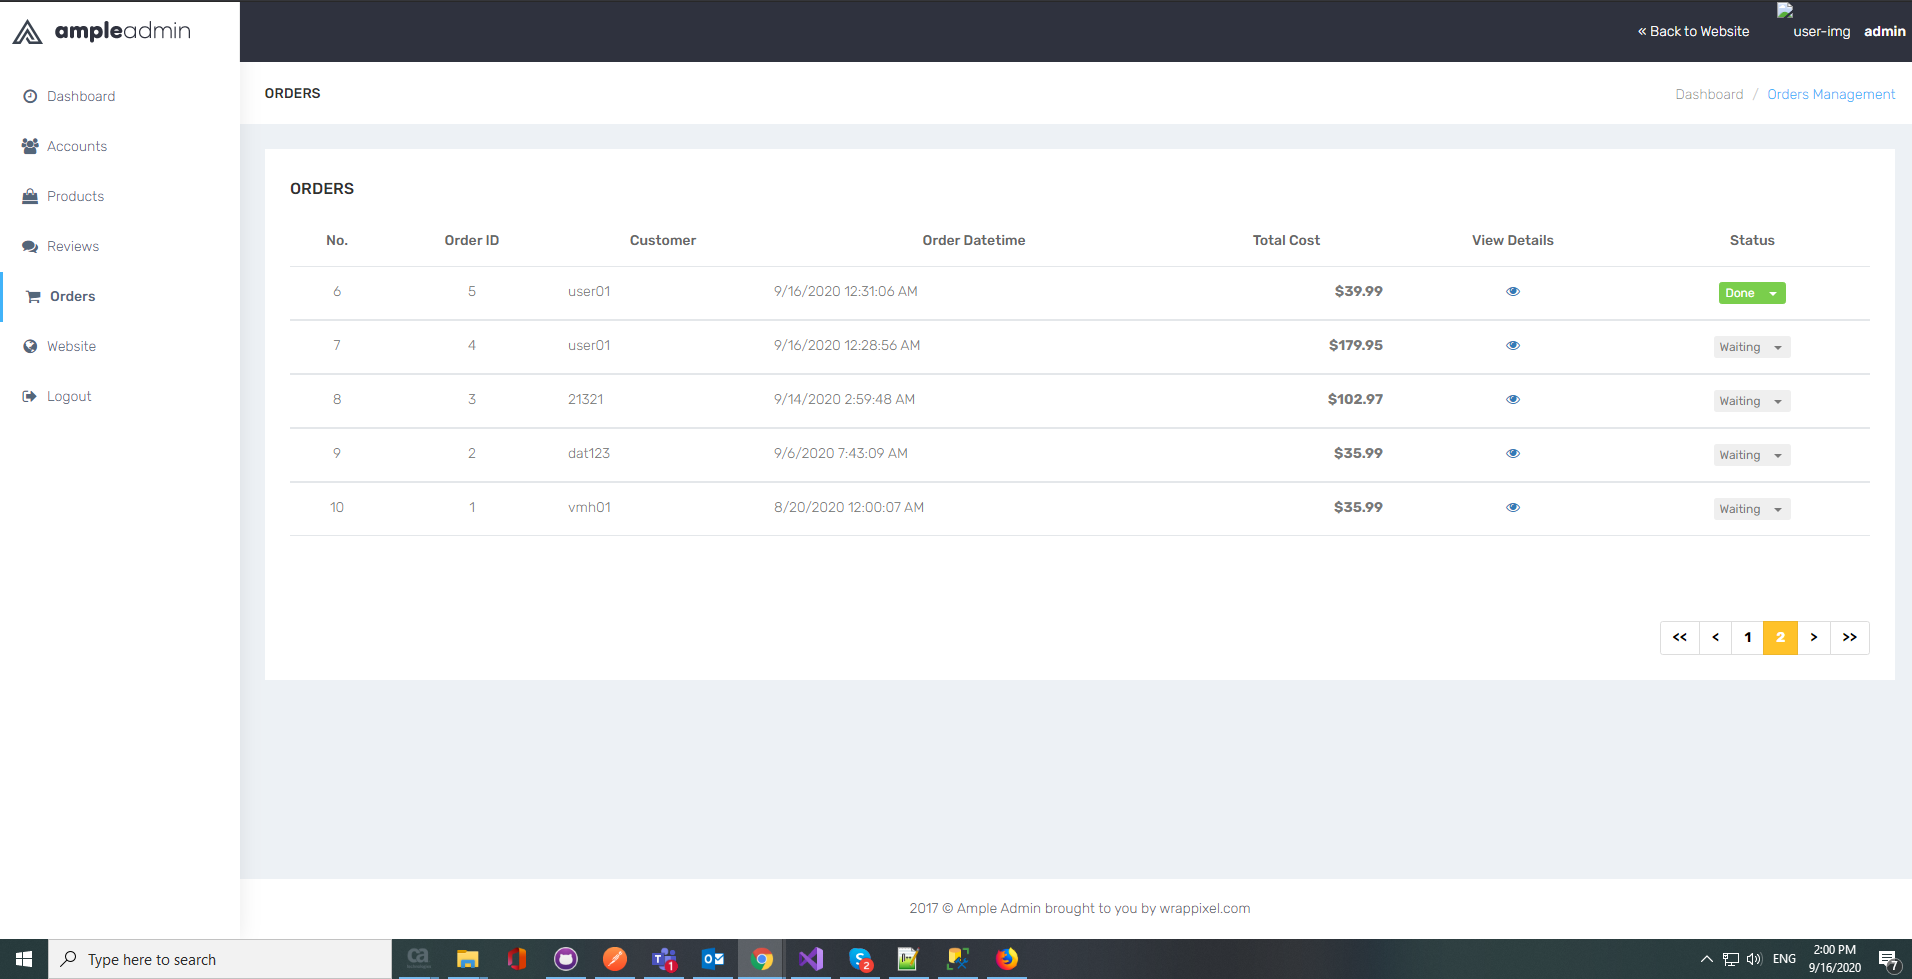 ampleadmin
« Back to Website
user-img
admin
Dashboard
Accounts
Products
Reviews
Orders
Website
Logout
ORDERS
Dashboard / Orders Management
ORDERS
No. Order ID Customer Order Datetime Total Cost View Details Status
6 5 user01 9/16/2020 12:31:06 AM $39.99 Done
7 4 user01 9/16/2020 12:28:56 AM $179.95 Waiting
8 3 21321 9/14/2020 2:59:48 AM $102.97 Waiting
9 2 dat123 9/6/2020 7:43:09 AM $35.99 Waiting
10 1 vmh01 8/20/2020 12:00:07 AM $35.99 Waiting
<< < 1 2 > >>
2017 © Ample Admin brought to you by wrappixel.com
Type here to search
ca
1
2
ENG
2:00 PM
9/16/2020
7